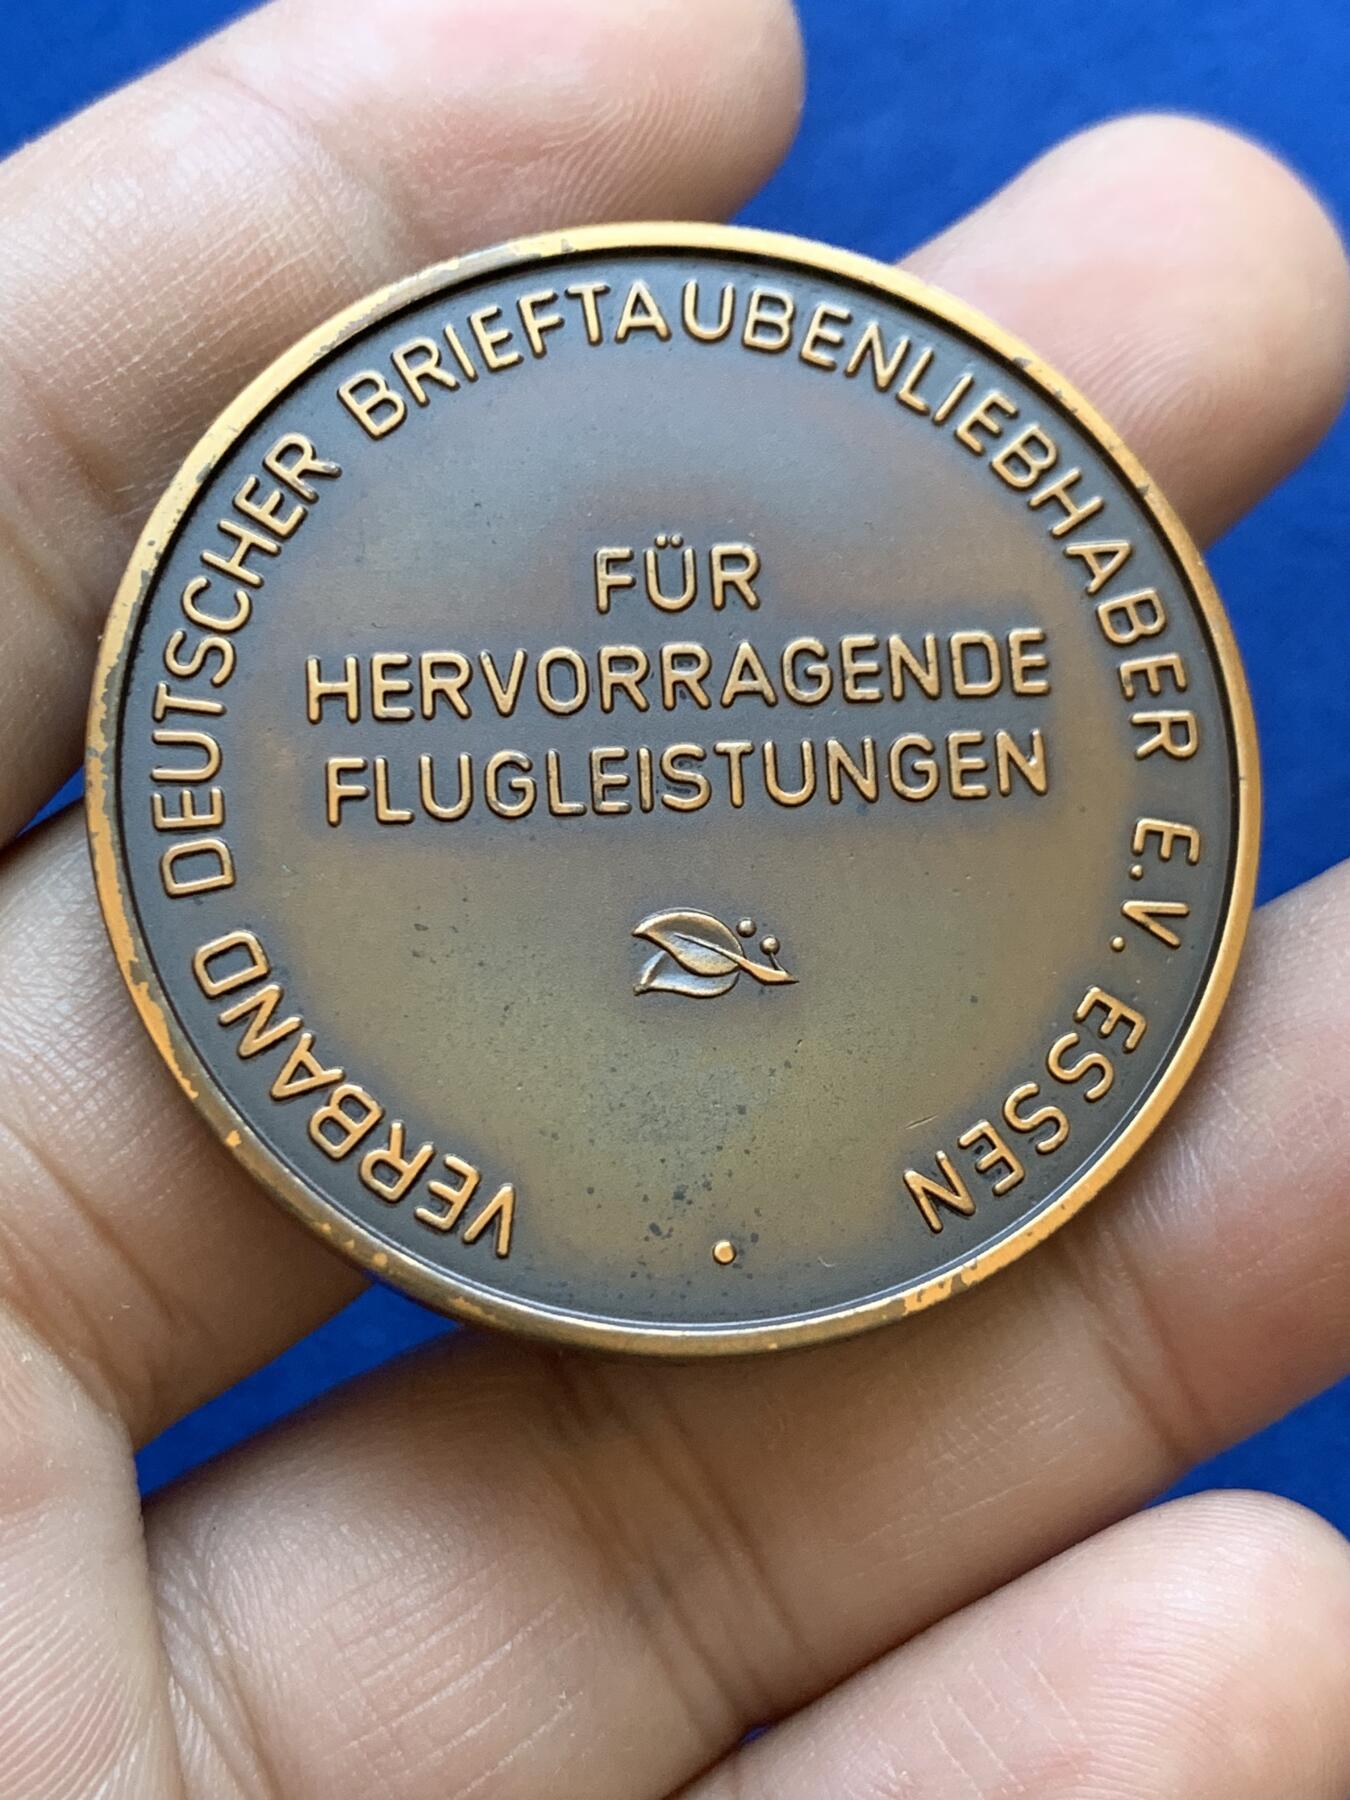 VERBAND DEUTSCHER BRIEFTAUBENLIEBHABER E.V. ESSEN
FÜR
HERVORRAGENDE
FLUGLEISTUNGEN